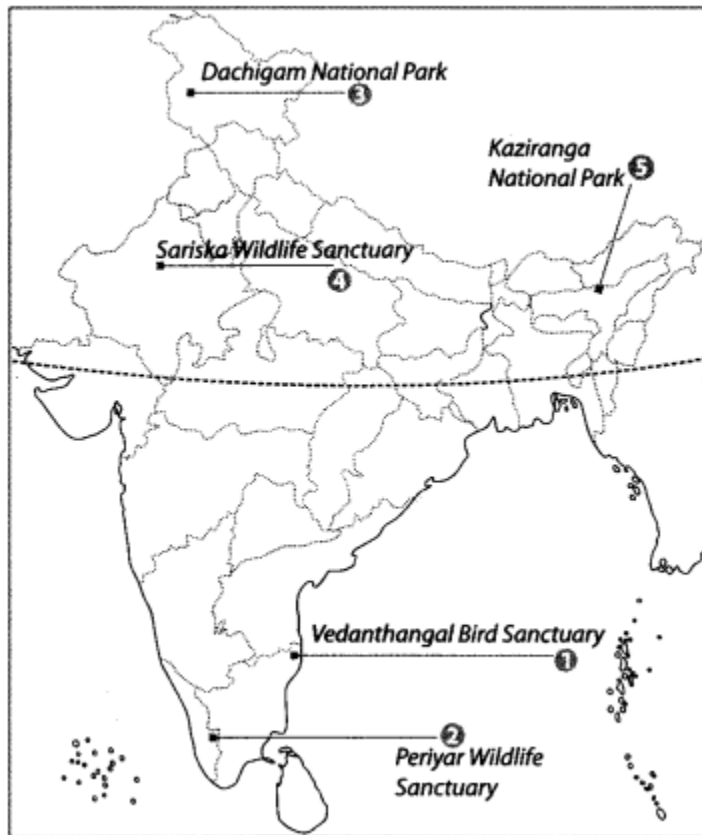 Dachigam National Park
3
Kaziranga
National Park 5
Sariska Wildlife Sanctuary
4
Vedanthangal Bird Sanctuary
1
2
Periyar Wildlife
Sanctuary